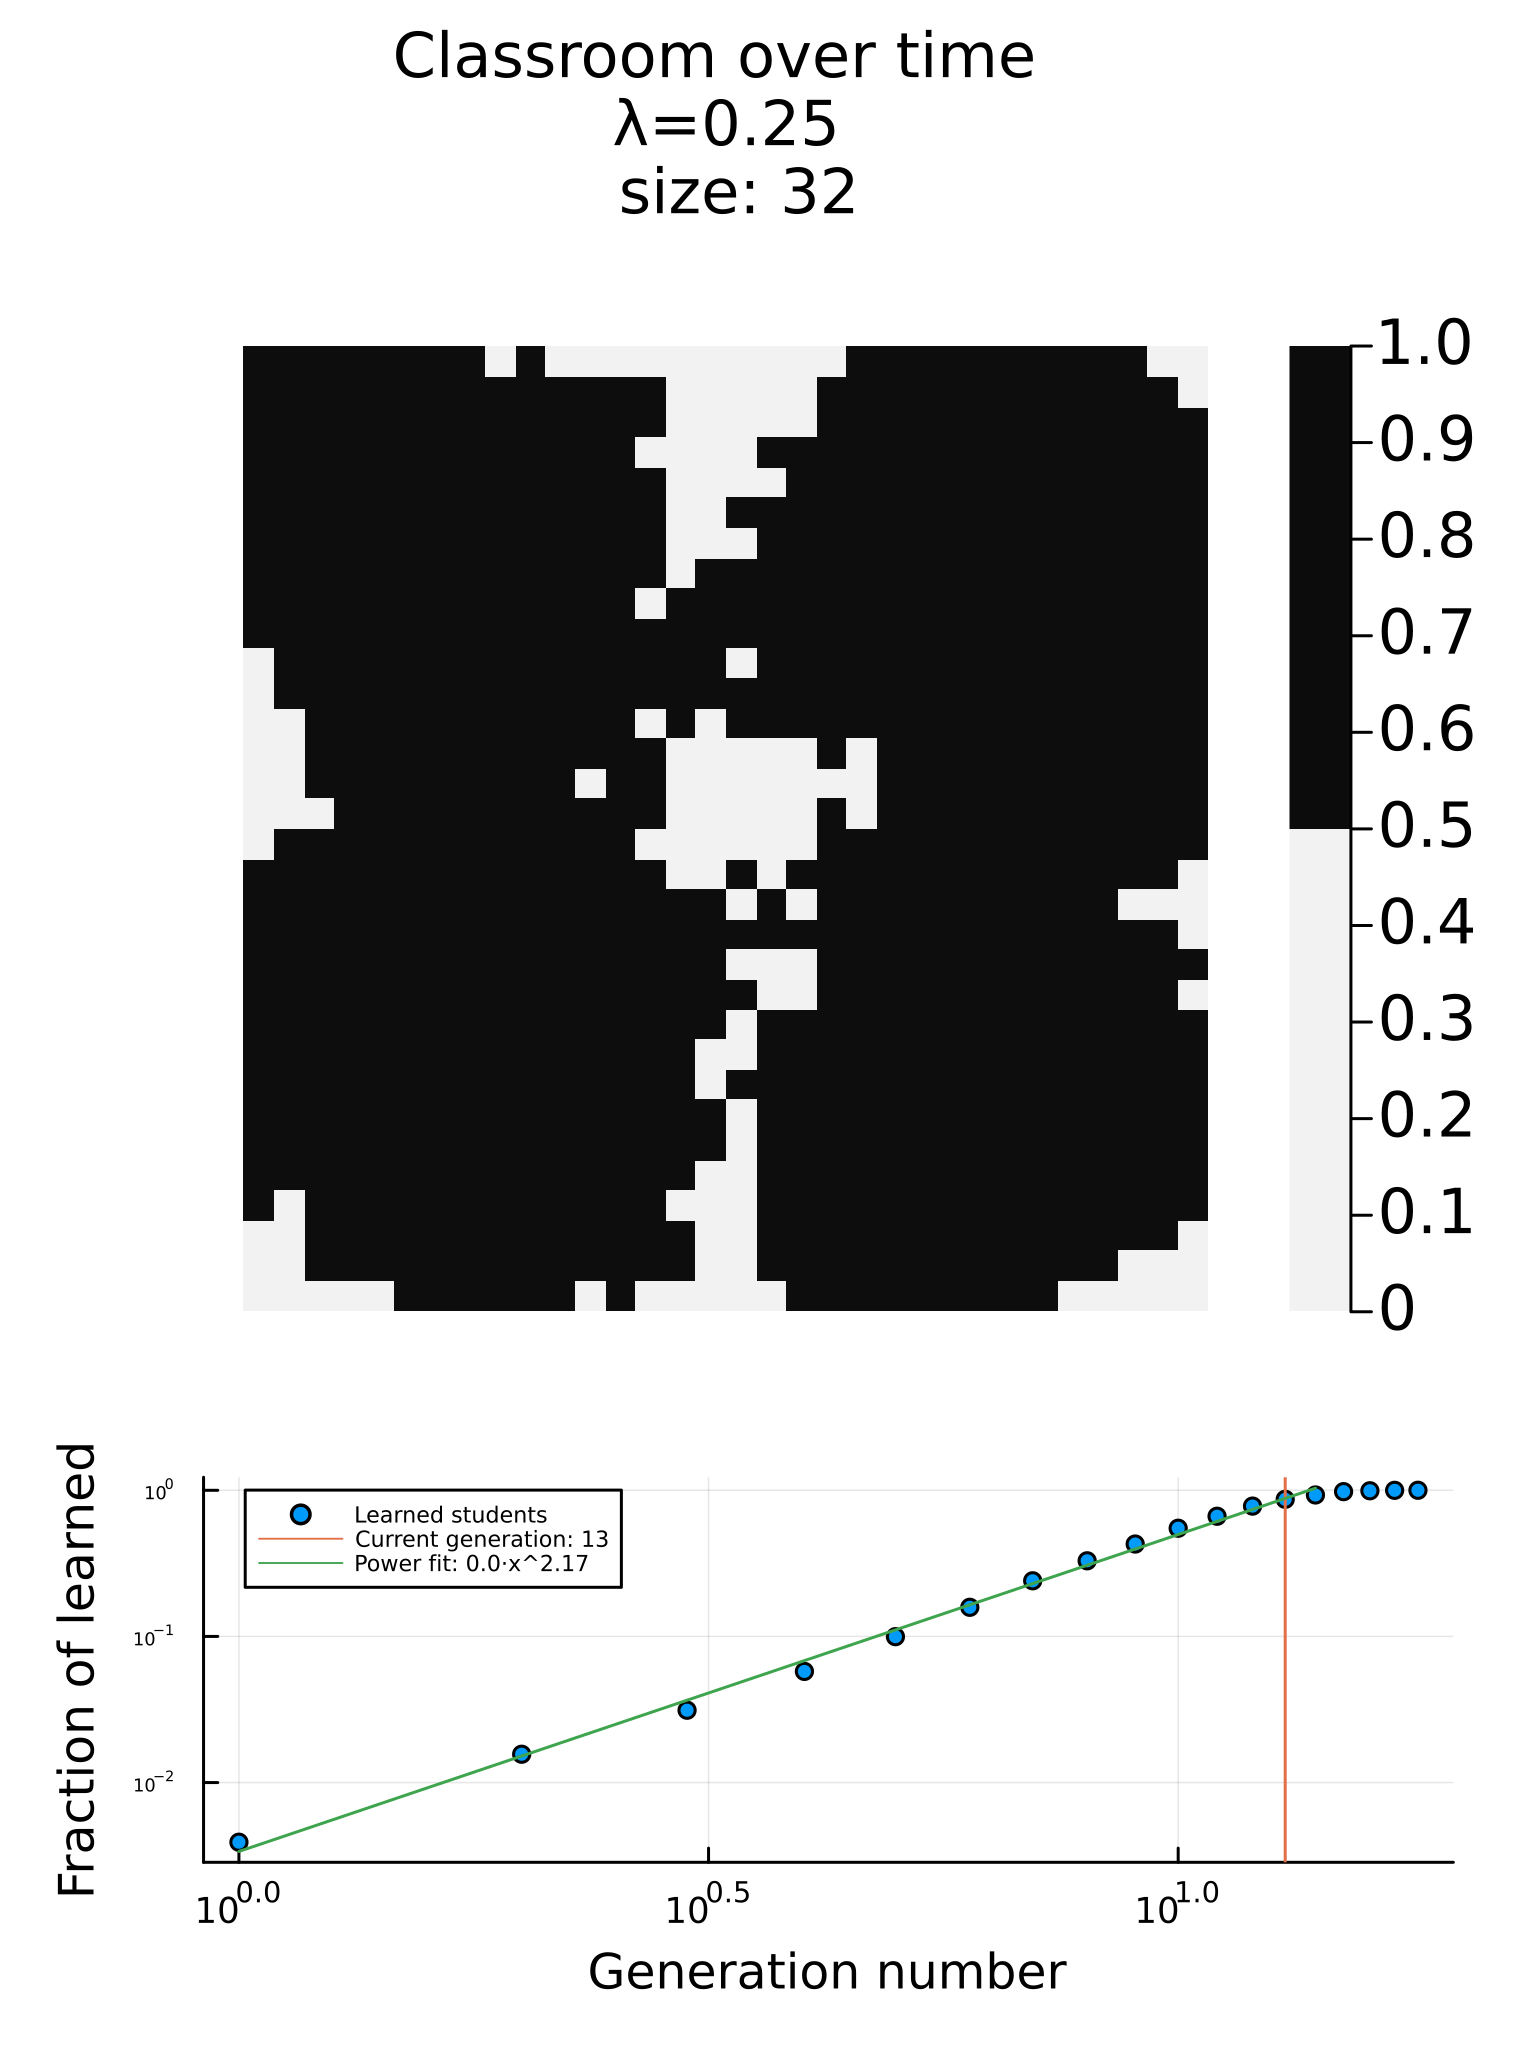 Classroom over time
λ=0.25
size: 32
1.0
0.9
0.8
0.7
0.6
0.5
0.4
0.3
0.2
0.1
0
Fraction of learned
10⁰
10⁻¹
10⁻²
Learned students
Current generation: 13
Power fit: 0.0·x^2.17
10^0.0
10^0.5
10^1.0
Generation number